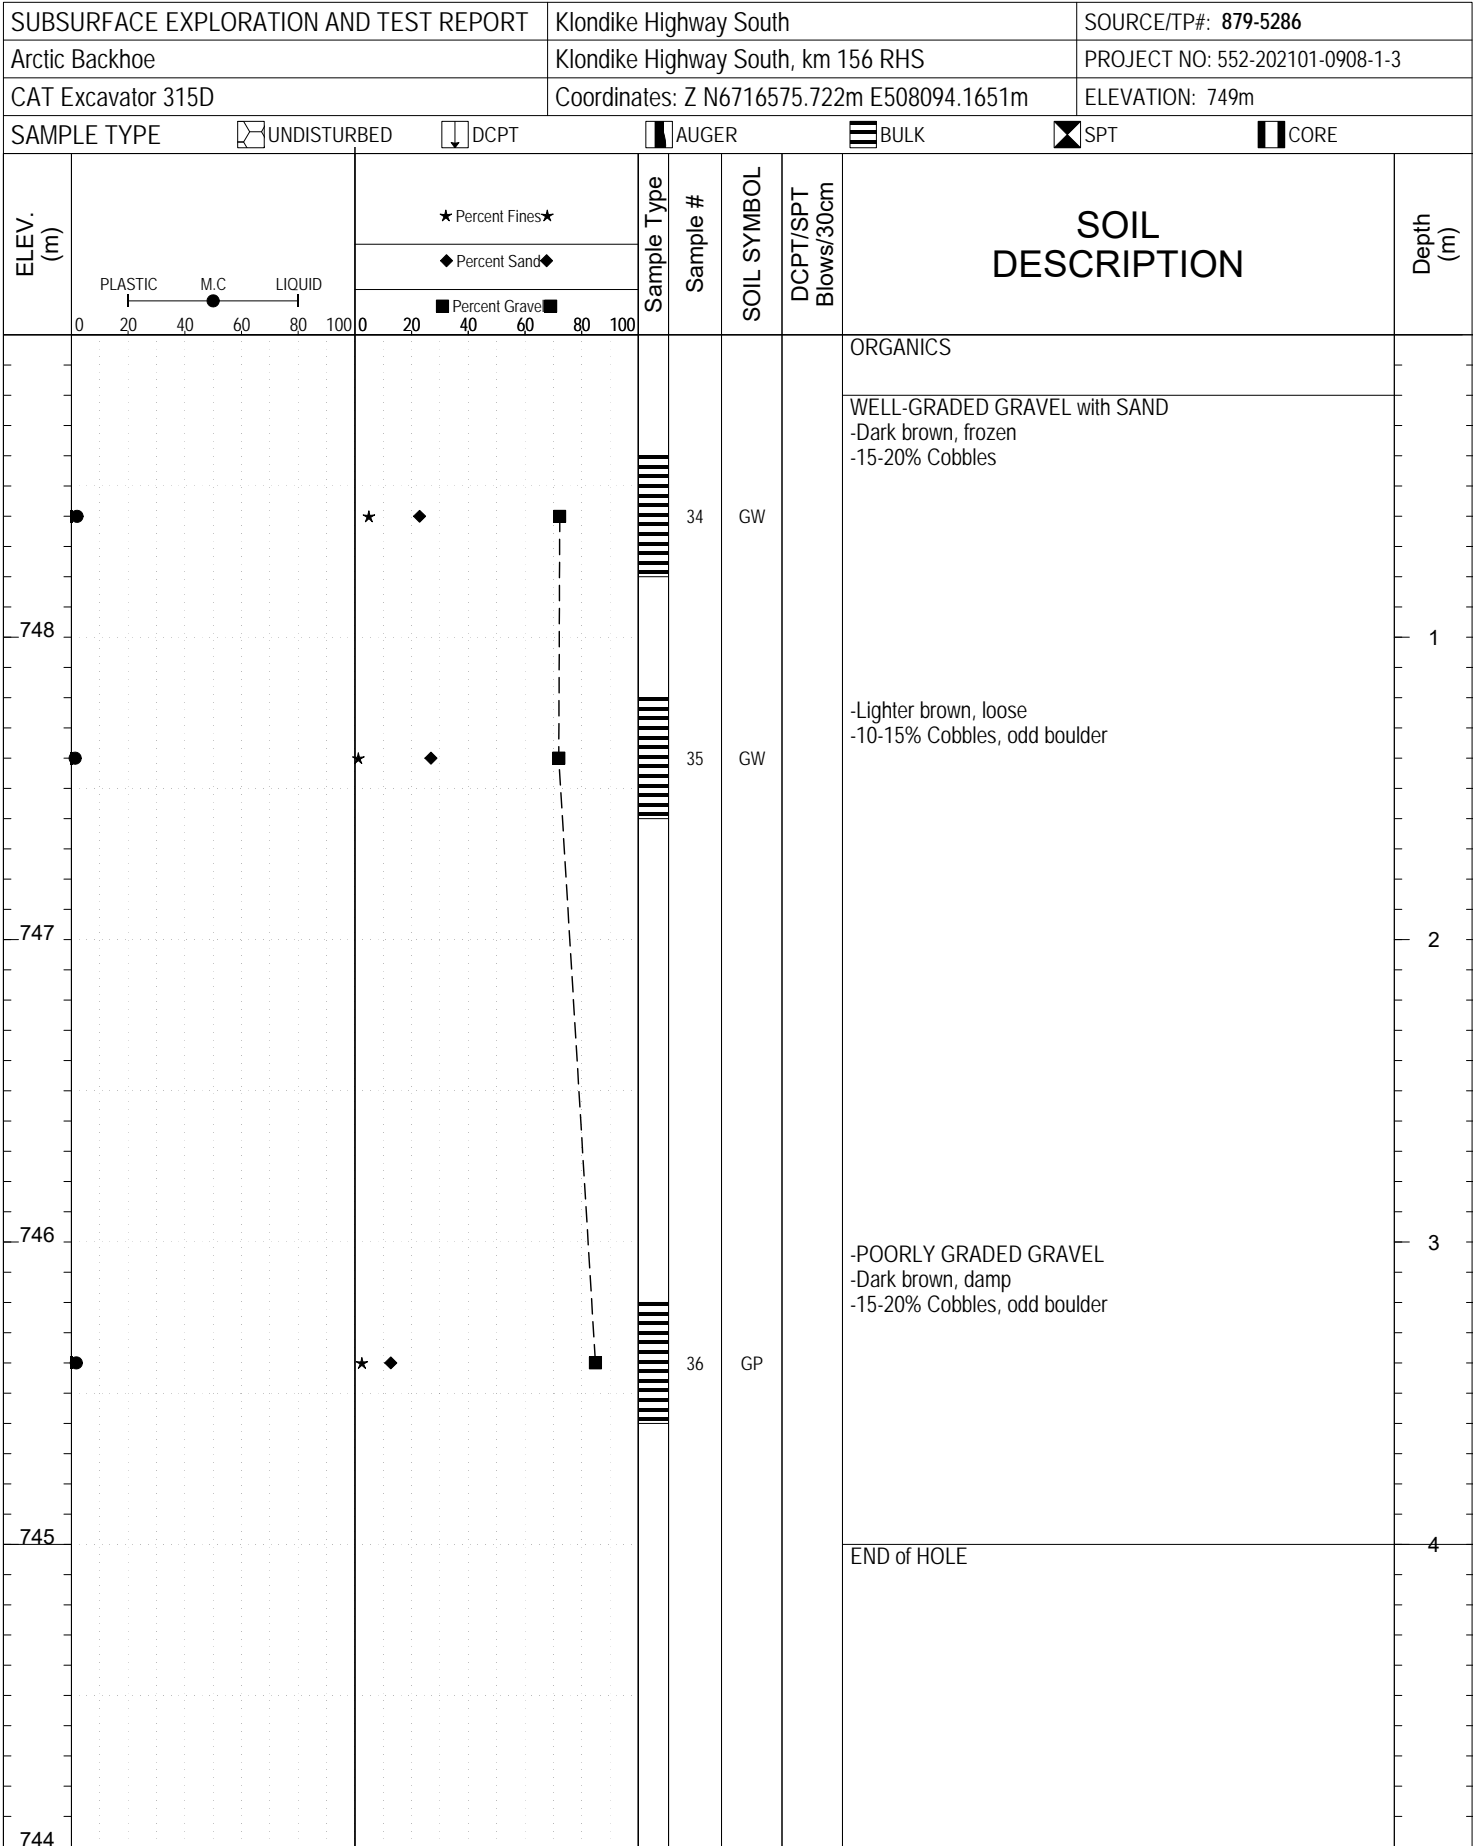 SUBSURFACE EXPLORATION AND TEST REPORT Klondike Highway South SOURCE/TP#: 879-5286
Arctic Backhoe Klondike Highway South, km 156 RHS PROJECT NO: 552-202101-0908-1-3
CAT Excavator 315D Coordinates: Z N6716575.722m E508094.1651m ELEVATION: 749m
SAMPLE TYPE UNDISTURBED DCPT AUGER BULK SPT CORE
ELEV. (m)
PLASTIC M.C LIQUID
0 20 40 60 80 100
Percent Fines
Percent Sand
Percent Gravel
0 20 40 60 80 100
Sample Type
Sample #
SOIL SYMBOL
DCPT/SPT
Blows/30cm
SOIL
DESCRIPTION
Depth
(m)
ORGANICS
WELL-GRADED GRAVEL with SAND
-Dark brown, frozen
-15-20% Cobbles
34 GW
748 1
-Lighter brown, loose
-10-15% Cobbles, odd boulder
35 GW
747 2
746 3
-POORLY GRADED GRAVEL
-Dark brown, damp
-15-20% Cobbles, odd boulder
36 GP
745 4
END of HOLE
744